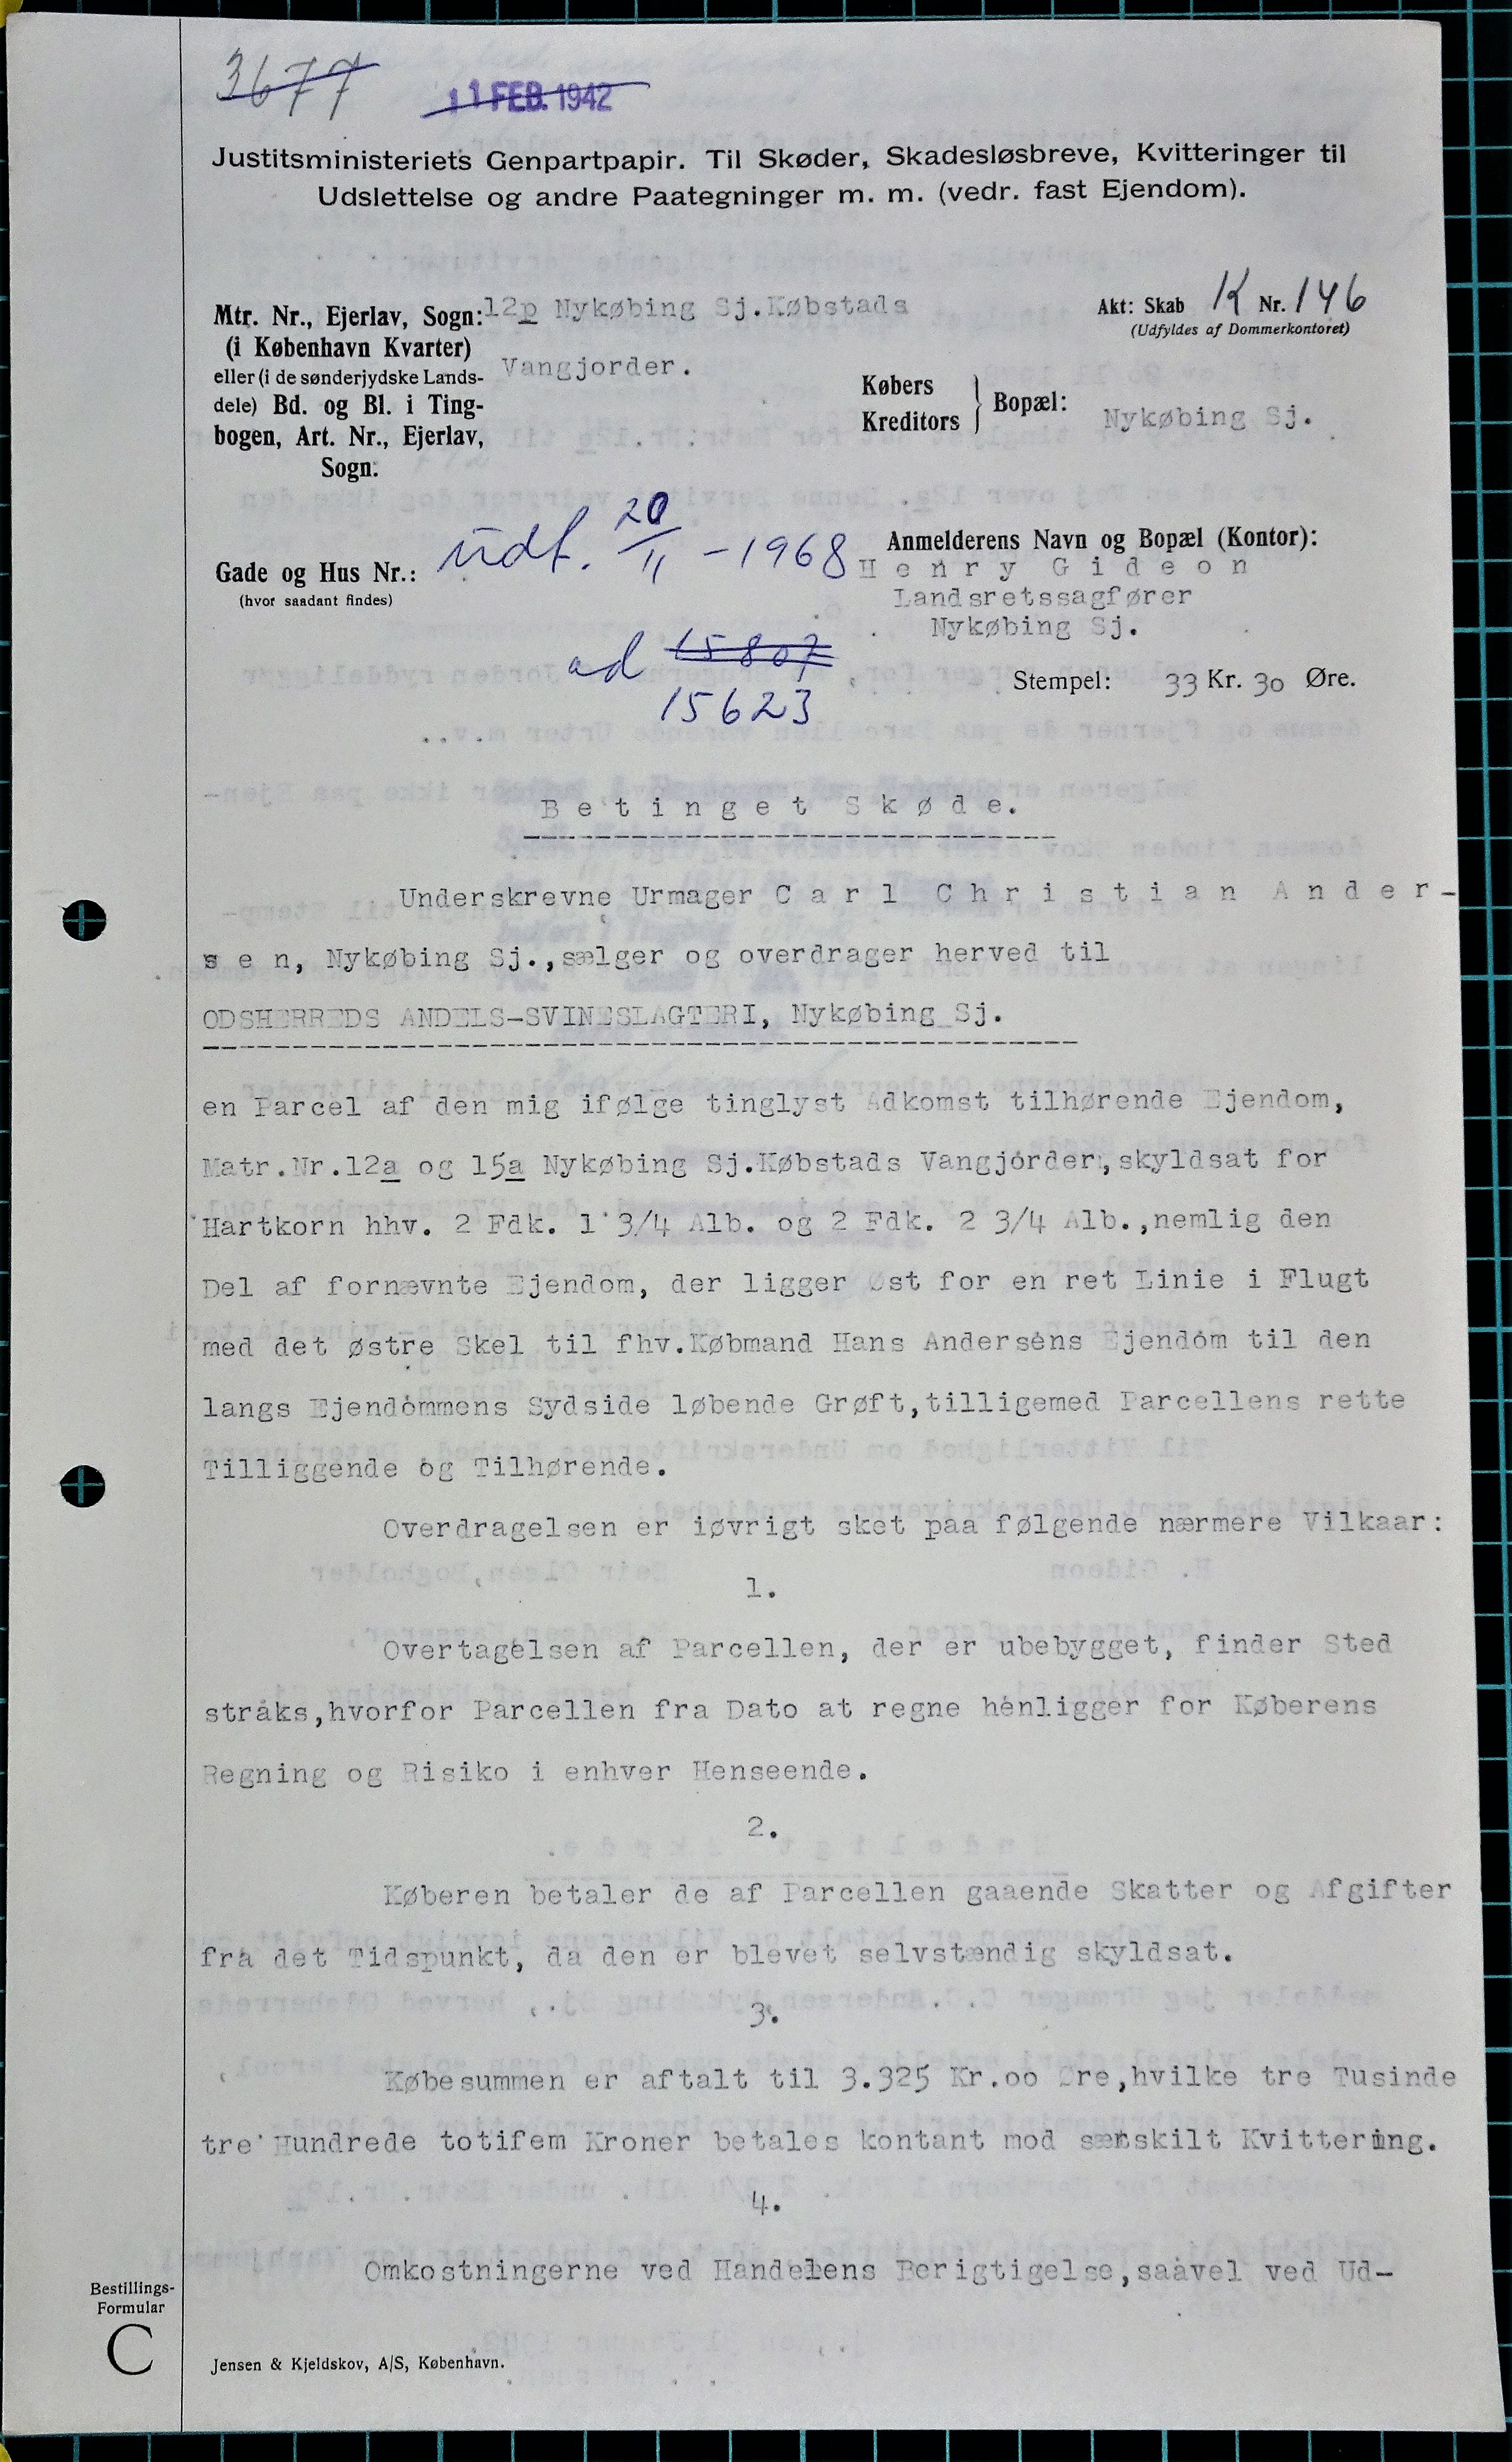 3677
11 FEB. 1942
Justitsministeriets Genpartpapir. Til Skøder, Skadesløsbreve, Kvitteringer til
Udslettelse og andre Paategninger m. m. (vedr. fast Ejendom).
Mtr. Nr., Ejerlav, Sogn: 12p Nykøbing Sj.Købstads
(i København Kvarter)
eller (i de sønderjydske Lands- Vangjorder.
dele) Bd. og Bl. i Ting-
bogen, Art. Nr., Ejerlav,
Sogn.
Akt: Skab K Nr. 146
(Udfyldes af Dommerkontoret)
Købers
Kreditors } Bopæl: Nykøbing Sj.
Gade og Hus Nr.:
(hvor saadant findes)
udf. 20/11 - 1968
Anmelderens Navn og Bopæl (Kontor):
H e n r y G i d e o n
Landsretssagfører
Nykøbing Sj.
ad 15807
15623
Stempel: 33 Kr. 30 Øre.
B e t i n g e t S k ø d e.
Underskrevne Urmager C a r l C h r i s t i a n A n d e r -
s e n, Nykøbing Sj.,sælger og overdrager herved til
ODSHERREDS ANDELS-SVINESLAGTERI, Nykøbing Sj.
en Parcel af den mig ifølge tinglyst Adkomst tilhørende Ejendom,
Matr.Nr.12a og 15a Nykøbing Sj.Købstads Vangjorder,skyldsat for
Hartkorn hhv. 2 Fdk. 1 3/4 Alb. og 2 Fdk. 2 3/4 Alb.,nemlig den
Del af fornævnte Ejendom, der ligger Øst for en ret Linie i Flugt
med det østre Skel til fhv.Købmand Hans Andersens Ejendom til den
langs Ejendommens Sydside løbende Grøft,tilligemed Parcellens rette
Tilliggende og Tilhørende.
Overdragelsen er iøvrigt sket paa følgende nærmere Vilkaar:
1.
Overtagelsen af Parcellen, der er ubebygget, finder Sted
straks,hvorfor Parcellen fra Dato at regne henligger for Køberens
Regning og Risiko i enhver Henseende.
2.
Køberen betaler de af Parcellen gaaende Skatter og Afgifter
fra det Tidspunkt, da den er blevet selvstændig skyldsat.
3.
Købesummen er aftalt til 3.325 Kr.oo Øre,hvilke tre Tusinde
tre Hundrede totifem Kroner betales kontant mod særskilt Kvittering.
4.
Omkostningerne ved Handelens Berigtigelse,saavel ved Ud-
Bestillings-
Formular
C
Jensen & Kjeldskov, A/S, København.